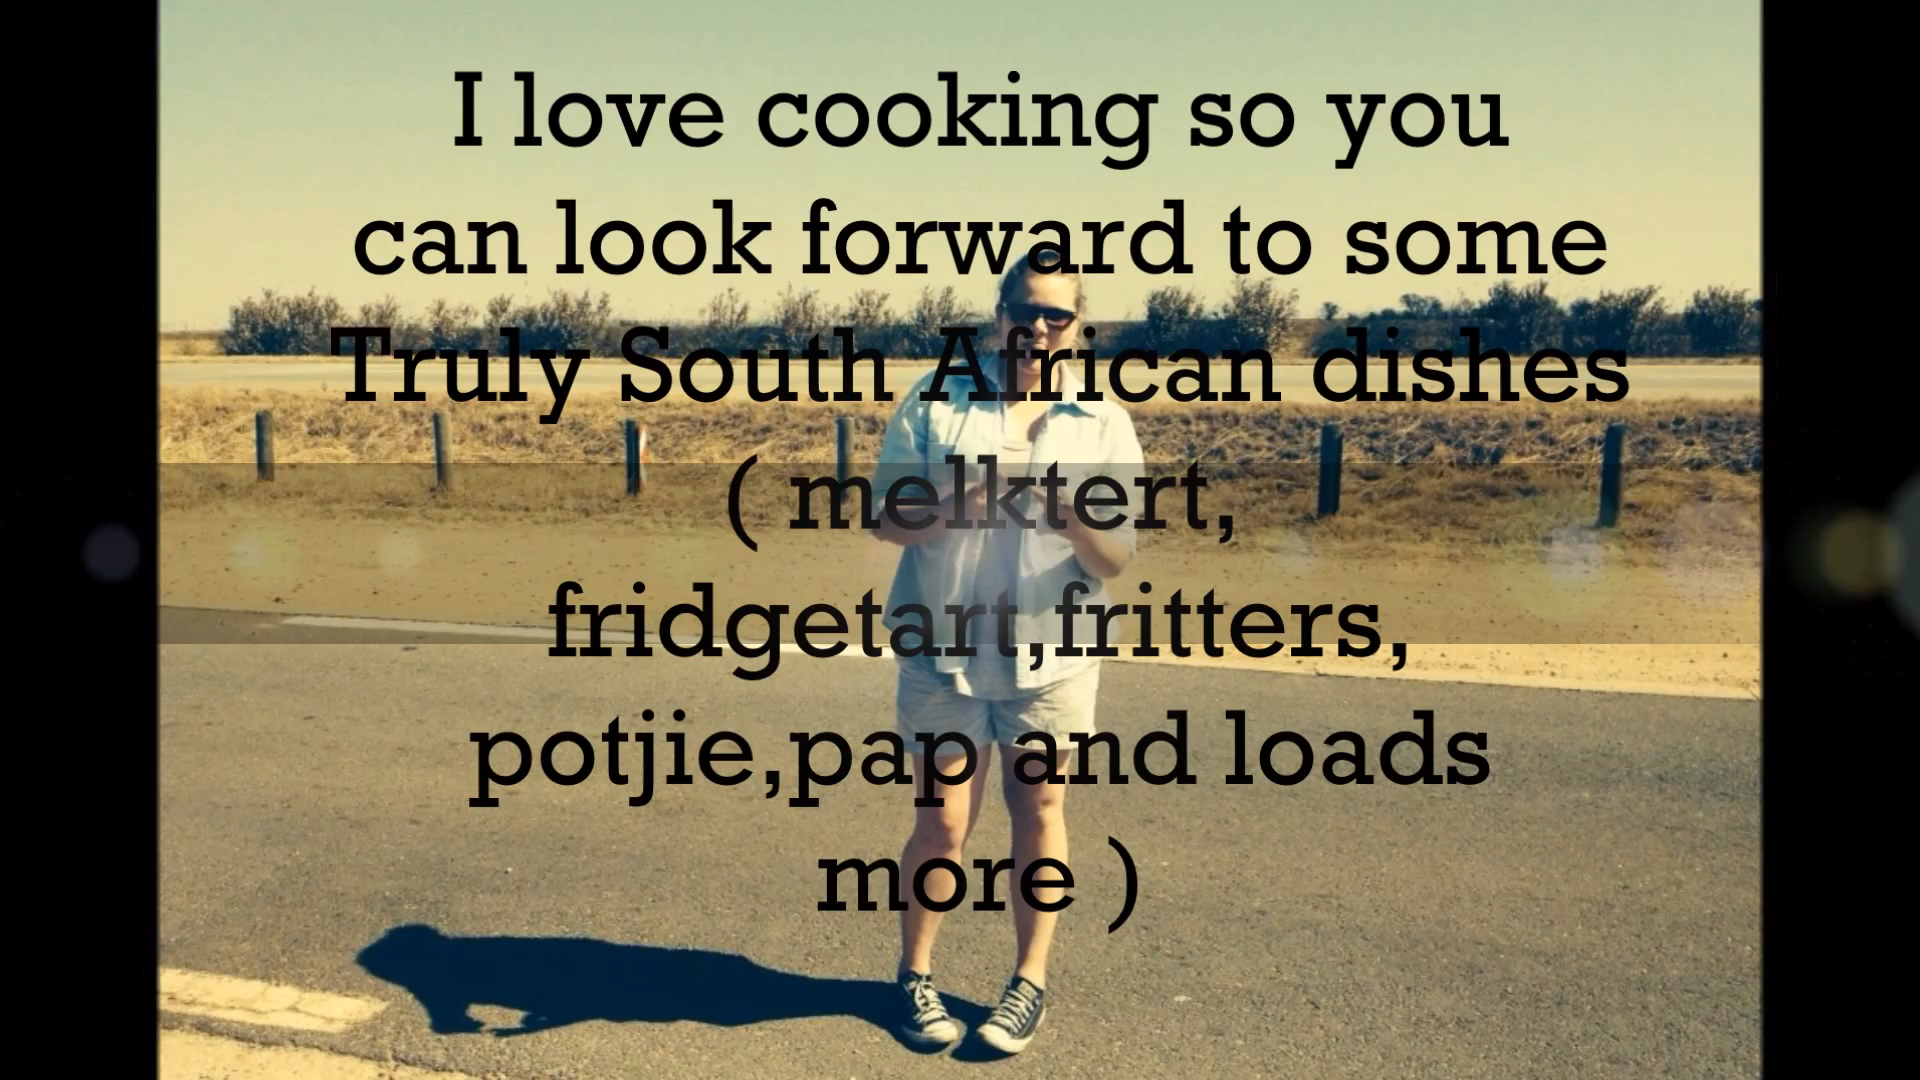 I love cooking so you
can look forward to some
Truly South African dishes
( melktert,
fridgetart,fritters,
potjie,pap and loads
more )